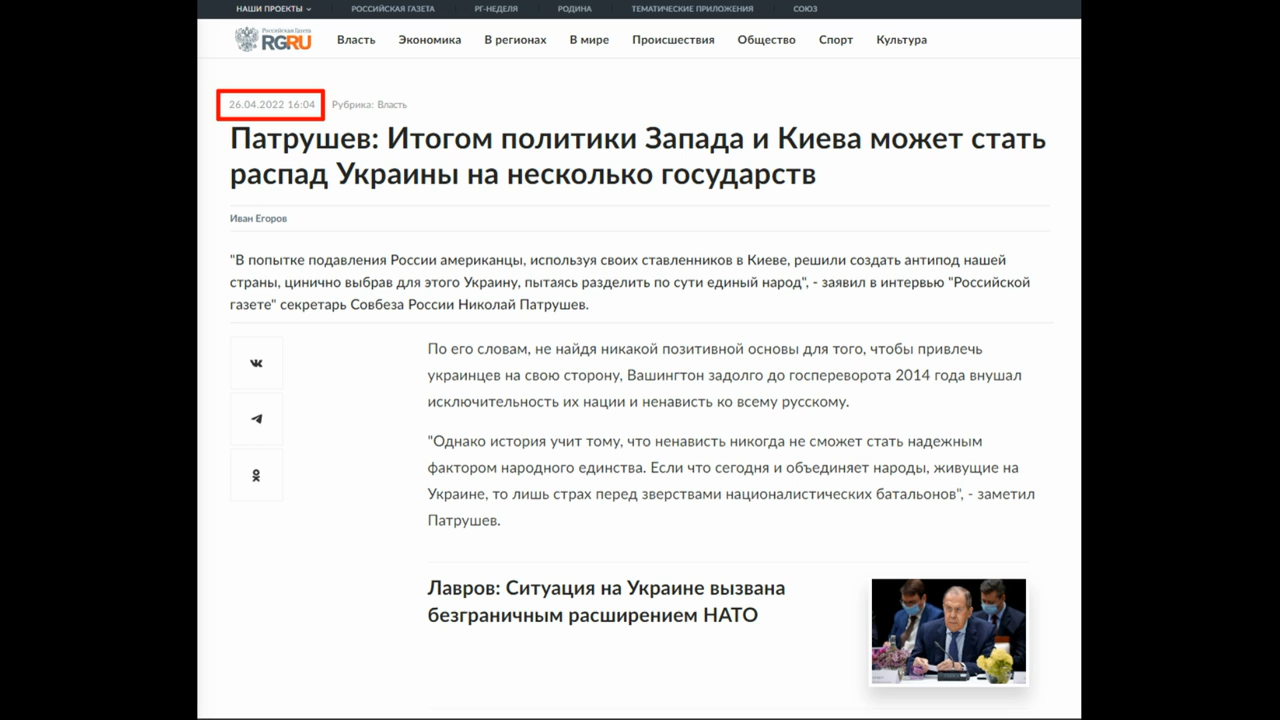 НАШИ ПРОЕКТЫ РОССИЙСКАЯ ГАЗЕТА РГ-НЕДЕЛЯ РОДИНА ТЕМАТИЧЕСКИЕ ПРИЛОЖЕНИЯ СОЮЗ
Российская Газета
RGRU
Власть Экономика В регионах В мире Происшествия Общество Спорт Культура
26.04.2022 16:04 Рубрика: Власть
Патрушев: Итогом политики Запада и Киева может стать
распад Украины на несколько государств
Иван Егоров
"В попытке подавления России американцы, используя своих ставленников в Киеве, решили создать антипод нашей
страны, цинично выбрав для этого Украину, пытаясь разделить по сути единый народ", - заявил в интервью "Российской
газете" секретарь Совбеза России Николай Патрушев.
По его словам, не найдя никакой позитивной основы для того, чтобы привлечь
украинцев на свою сторону, Вашингтон задолго до госпереворота 2014 года внушал
исключительность их нации и ненависть ко всему русскому.
"Однако история учит тому, что ненависть никогда не сможет стать надежным
фактором народного единства. Если что сегодня и объединяет народы, живущие на
Украине, то лишь страх перед зверствами националистических батальонов", - заметил
Патрушев.
Лавров: Ситуация на Украине вызвана
безграничным расширением НАТО